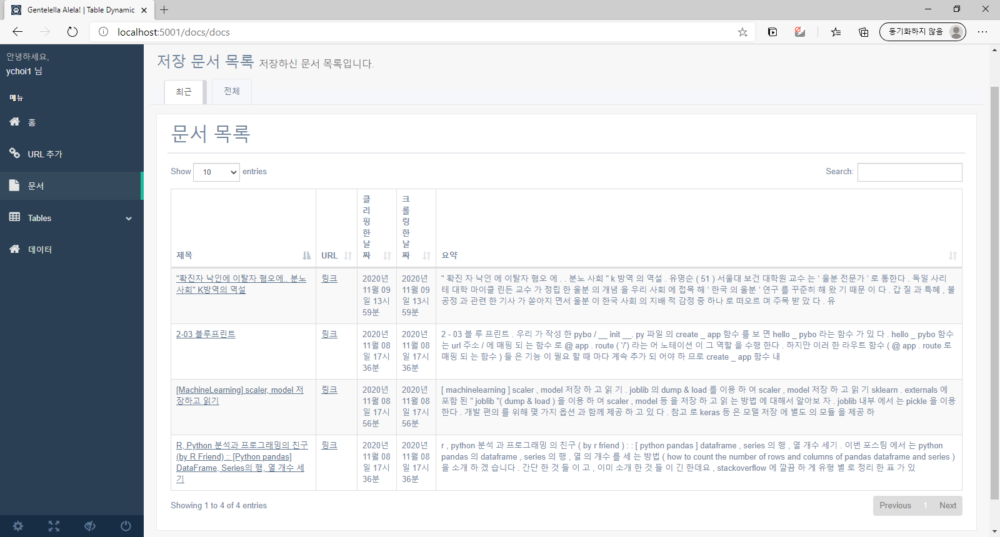 Gentelella Alela! | Table Dynamic
localhost:5001/docs/docs
동기화하지 않음
안녕하세요,
ychoi1 님
메뉴
홈
URL 추가
문서
Tables
데이터
저장 문서 목록 저장하신 문서 목록입니다.
최근 전체
문서 목록
Show 10 entries Search:
제목 URL 클리핑한날짜 크롤링한날짜 요약
"확진자 낙인에 이탈자 혐오에.. 분노
사회" K방역의 역설
링크
2020년
11월 09
일 13시
59분
2020년
11월 09
일 13시
59분
" 확진 자 낙인 에 이탈자 혐오 에 . . 분노 사회 " k 방역 의 역설 . 유명순 ( 51 ) 서울대 보건 대학원 교수 는 ‘ 울분 전문가 ’ 로 통한다 . 독일 사리
테 대학 마이클 린든 교수 가 정립 한 울분 의 개념 을 우리 사회 에 접목 해 ‘ 한국 의 울분 ’ 연구 를 꾸준히 해 왔 기 때문 이 다 . 갑 질 과 특혜 , 불
공정 과 관련 한 기사 가 쏟아지 면서 울분 이 한국 사회 의 지배 적 감정 중 하나 로 떠오르 며 주목 받 았 다 . 유
2-03 블루프린트
링크
2020년
11월 08
일 17시
36분
2020년
11월 08
일 17시
36분
2 - 03 블 루 프린트 . 우리 가 작성 한 pybo / __ init __. py 파일 의 create _ app 함수 를 보 면 hello _ pybo 라는 함수 가 있 다 . hello _ pybo 함수
는 url 주소 / 에 매핑 되 는 함수 로 @ app . route ( '/') 라는 어 노테이션 이 그 역할 을 수행 한다 . 하지만 이러 한 라우트 함수 ( @ app . route 로
매핑 되 는 함수 ) 들 은 기능 이 필요 할 때 마다 계속 추가 되 어야 하 므로 create _ app 함수 내
[MachineLearning] scaler, model 저
장하고 읽기
링크
2020년
11월 08
일 17시
56분
2020년
11월 08
일 17시
56분
[ machinelearning ] scaler , model 저장 하 고 읽 기 . joblib 의 dump & load 를 이용 하 여 scaler , model 저장 하 고 읽 기 sklearn . externals 에
포함 된 " joblib "( dump & load ) 을 이용 하 여 scaler , model 등 을 저장 하 고 읽 는 방법 에 대해서 알아보 자 . joblib 내부 에서 는 pickle 을 이용
한다 . 개발 편의 를 위해 몇 가지 옵션 과 함께 제공 하 고 있 다 . 참고 로 keras 등 은 모델 저장 에 별도 의 모듈 을 제공 하
R, Python 분석과 프로그래밍의 친구
(by R Friend) :: [Python pandas]
DataFrame, Series의 행, 열 개수 세
기
링크
2020년
11월 08
일 17시
36분
2020년
11월 08
일 17시
36분
r , python 분석 과 프로그래밍 의 친구 ( by r friend ) : : [ python pandas ] dataframe , series 의 행 , 열 개수 세기 . 이번 포스팅 에서 는 python
pandas 의 dataframe , series 의 행 , 열 의 개수 를 세 는 방법 ( how to count the number of rows and columns of pandas dataframe and series )
을 소개 하 겠 습니다 . 간단 한 것 들 이 고 , 이미 소개 한 것 들 이 긴 한데요 , stackoverflow 에 깔끔 하 게 유형 별 로 정리 한 표 가 있
Showing 1 to 4 of 4 entries
Previous 1 Next